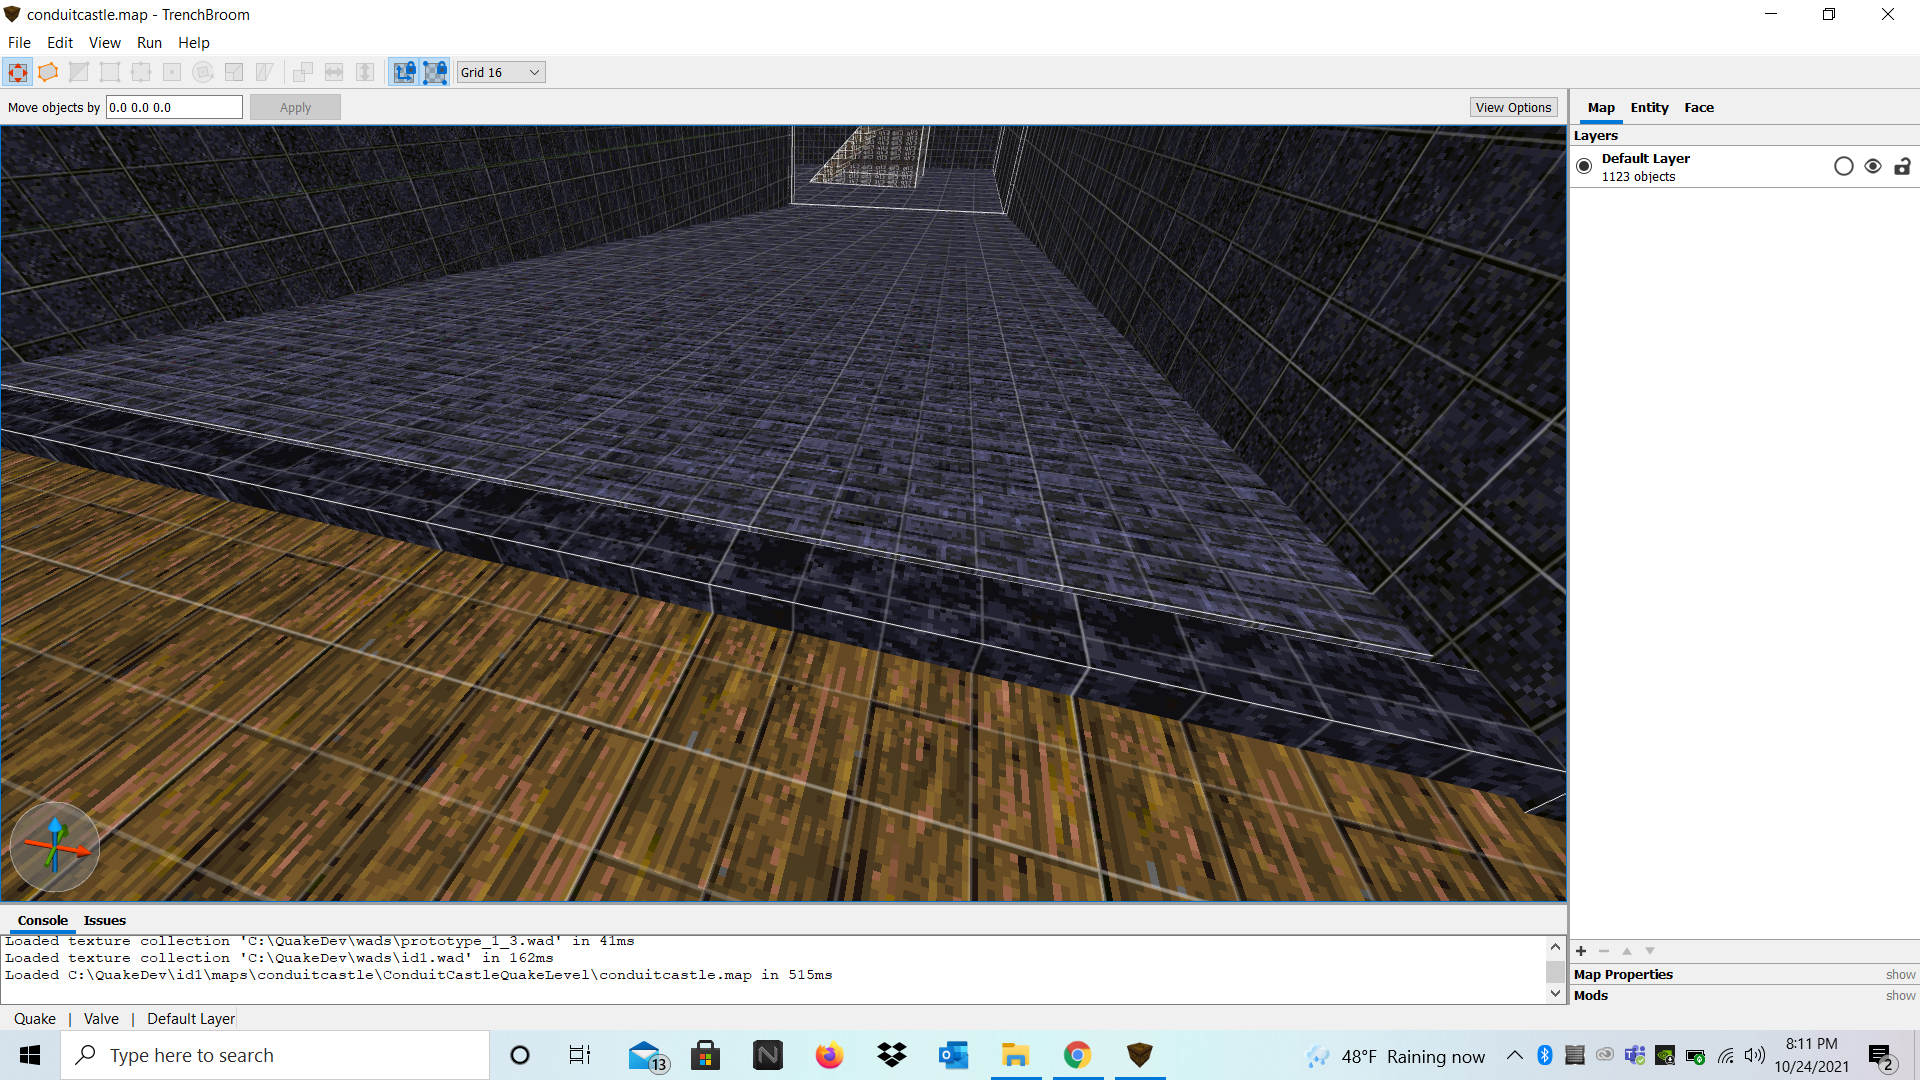 conduitcastle.map - TrenchBroom
File Edit View Run Help
Grid 16
Move objects by 0.0 0.0 0.0 Apply View Options
Map Entity Face
Layers
Default Layer
1123 objects
Console Issues
Loaded texture collection 'C:\QuakeDev\wads\prototype_1_3.wad' in 41ms
Loaded texture collection 'C:\QuakeDev\wads\id1.wad' in 162ms
Loaded C:\QuakeDev\id1\maps\conduitcastle\ConduitCastleQuakeLevel\conduitcastle.map in 515ms
Map Properties show
Mods show
Quake | Valve | Default Layer
Type here to search
13
N
48°F Raining now
8:11 PM
10/24/2021
2